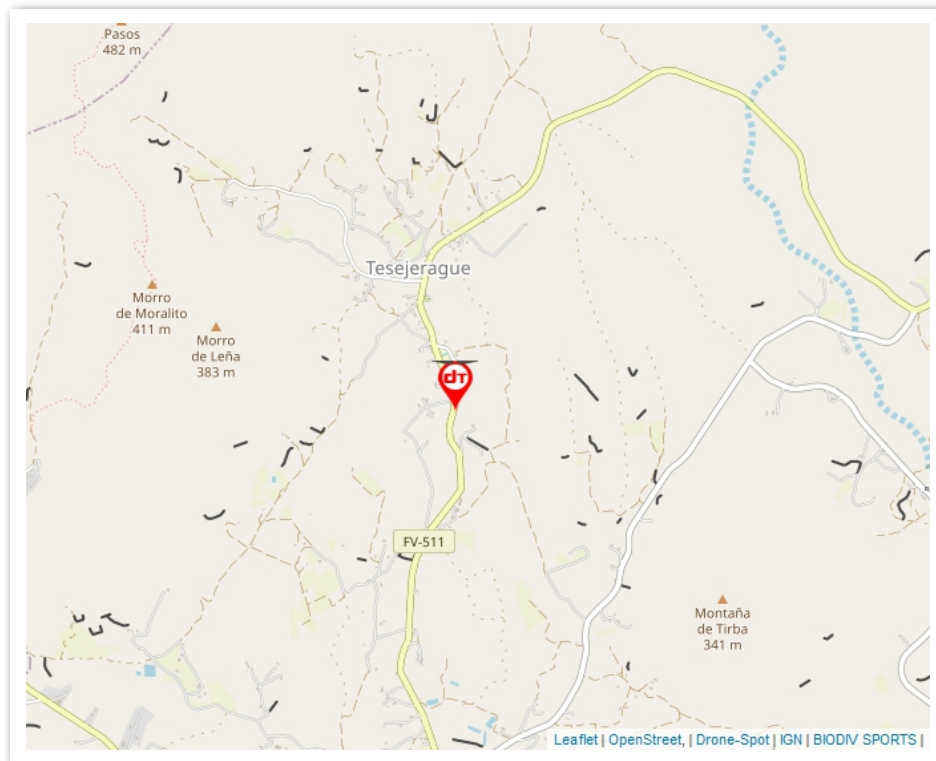 Pasos
482 m
Tesejerague
Morro
de Moralito
411 m
Morro
de Leña
383 m
dT
FV-511
Montaña
de Tirba
341 m
Leaflet | OpenStreet, | Drone-Spot | IGN | BIODIV SPORTS |